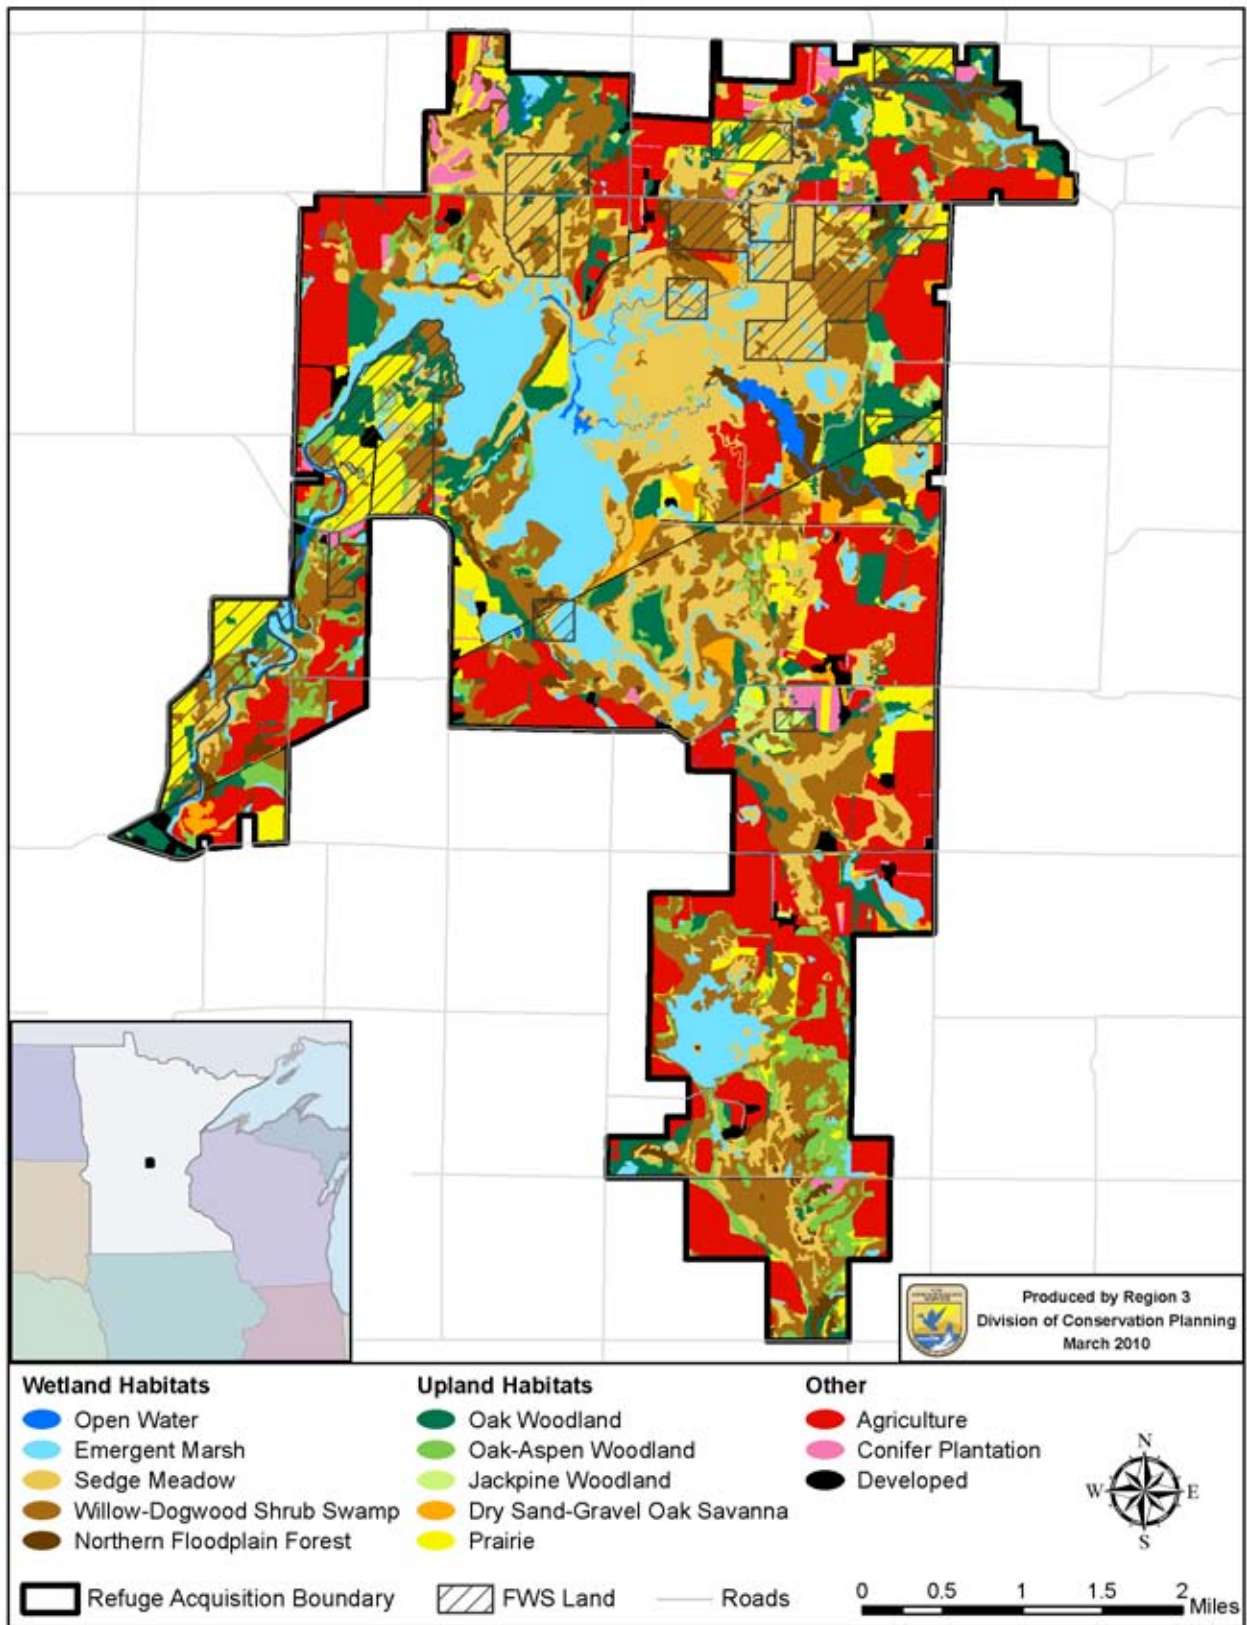 Produced by Region 3
Division of Conservation Planning
March 2010
Wetland Habitats
Open Water
Emergent Marsh
Sedge Meadow
Willow-Dogwood Shrub Swamp
Northern Floodplain Forest
Upland Habitats
Oak Woodland
Oak-Aspen Woodland
Jackpine Woodland
Dry Sand-Gravel Oak Savanna
Prairie
Other
Agriculture
Conifer Plantation
Developed
N
W E
S
Refuge Acquisition Boundary
FWS Land
Roads
0 0.5 1 1.5 2
Miles